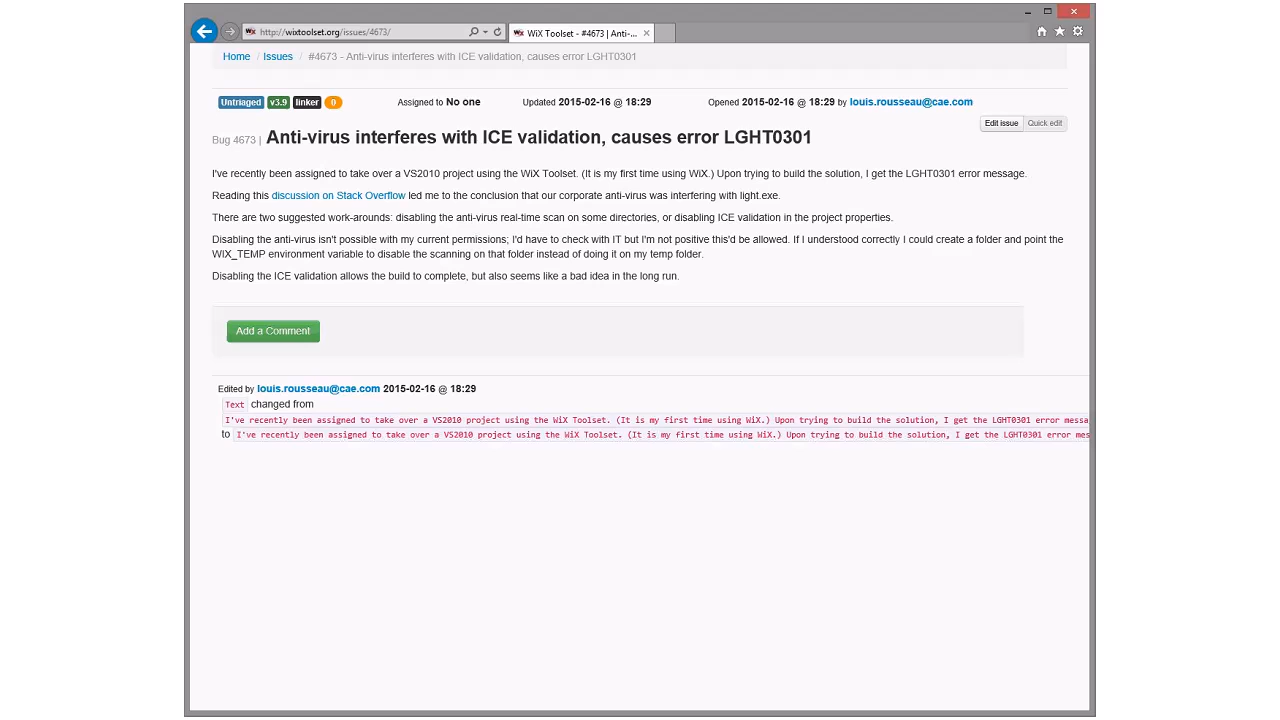 http://wixtoolset.org/issues/4673/
WiX Toolset - #4673 | Anti-...
Home / Issues / #4673 - Anti-virus interferes with ICE validation, causes error LGHT0301
Untriaged v3.9 linker 0 Assigned to No one Updated 2015-02-16 @ 18:29 Opened 2015-02-16 @ 18:29 by louis.rousseau@cae.com
Edit issue Quick edit
Bug 4673 | Anti-virus interferes with ICE validation, causes error LGHT0301
I've recently been assigned to take over a VS2010 project using the WiX Toolset. (It is my first time using WiX.) Upon trying to build the solution, I get the LGHT0301 error message.
Reading this discussion on Stack Overflow led me to the conclusion that our corporate anti-virus was interfering with light.exe.
There are two suggested work-arounds: disabling the anti-virus real-time scan on some directories, or disabling ICE validation in the project properties.
Disabling the anti-virus isn't possible with my current permissions; I'd have to check with IT but I'm not positive this'd be allowed. If I understood correctly I could create a folder and point the
WIX_TEMP environment variable to disable the scanning on that folder instead of doing it on my temp folder.
Disabling the ICE validation allows the build to complete, but also seems like a bad idea in the long run.
Add a Comment
Edited by louis.rousseau@cae.com 2015-02-16 @ 18:29
Text changed from
I've recently been assigned to take over a VS2010 project using the WiX Toolset. (It is my first time using WiX.) Upon trying to build the solution, I get the LGHT0301 error messa
to I've recently been assigned to take over a VS2010 project using the WiX Toolset. (It is my first time using WiX.) Upon trying to build the solution, I get the LGHT0301 error mes